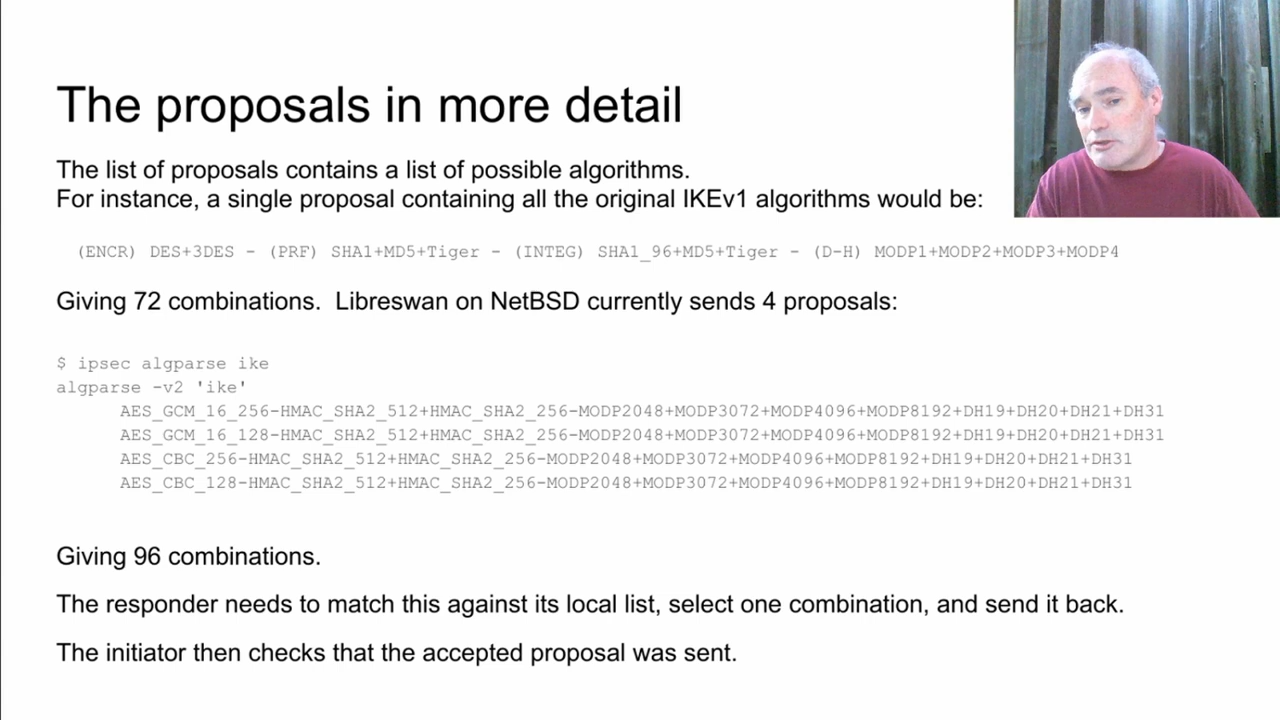 The proposals in more detail
The list of proposals contains a list of possible algorithms.
For instance, a single proposal containing all the original IKEv1 algorithms would be:
(ENCR) DES+3DES - (PRF) SHA1+MD5+Tiger - (INTEG) SHA1_96+MD5+Tiger - (D-H) MODP1+MODP2+MODP3+MODP4
Giving 72 combinations.  Libreswan on NetBSD currently sends 4 proposals:
$ ipsec algparse ike
algparse -v2 'ike'
AES_GCM_16_256-HMAC_SHA2_512+HMAC_SHA2_256-MODP2048+MODP3072+MODP4096+MODP8192+DH19+DH20+DH21+DH31
AES_GCM_16_128-HMAC_SHA2_512+HMAC_SHA2_256-MODP2048+MODP3072+MODP4096+MODP8192+DH19+DH20+DH21+DH31
AES_CBC_256-HMAC_SHA2_512+HMAC_SHA2_256-MODP2048+MODP3072+MODP4096+MODP8192+DH19+DH20+DH21+DH31
AES_CBC_128-HMAC_SHA2_512+HMAC_SHA2_256-MODP2048+MODP3072+MODP4096+MODP8192+DH19+DH20+DH21+DH31
Giving 96 combinations.
The responder needs to match this against its local list, select one combination, and send it back.
The initiator then checks that the accepted proposal was sent.